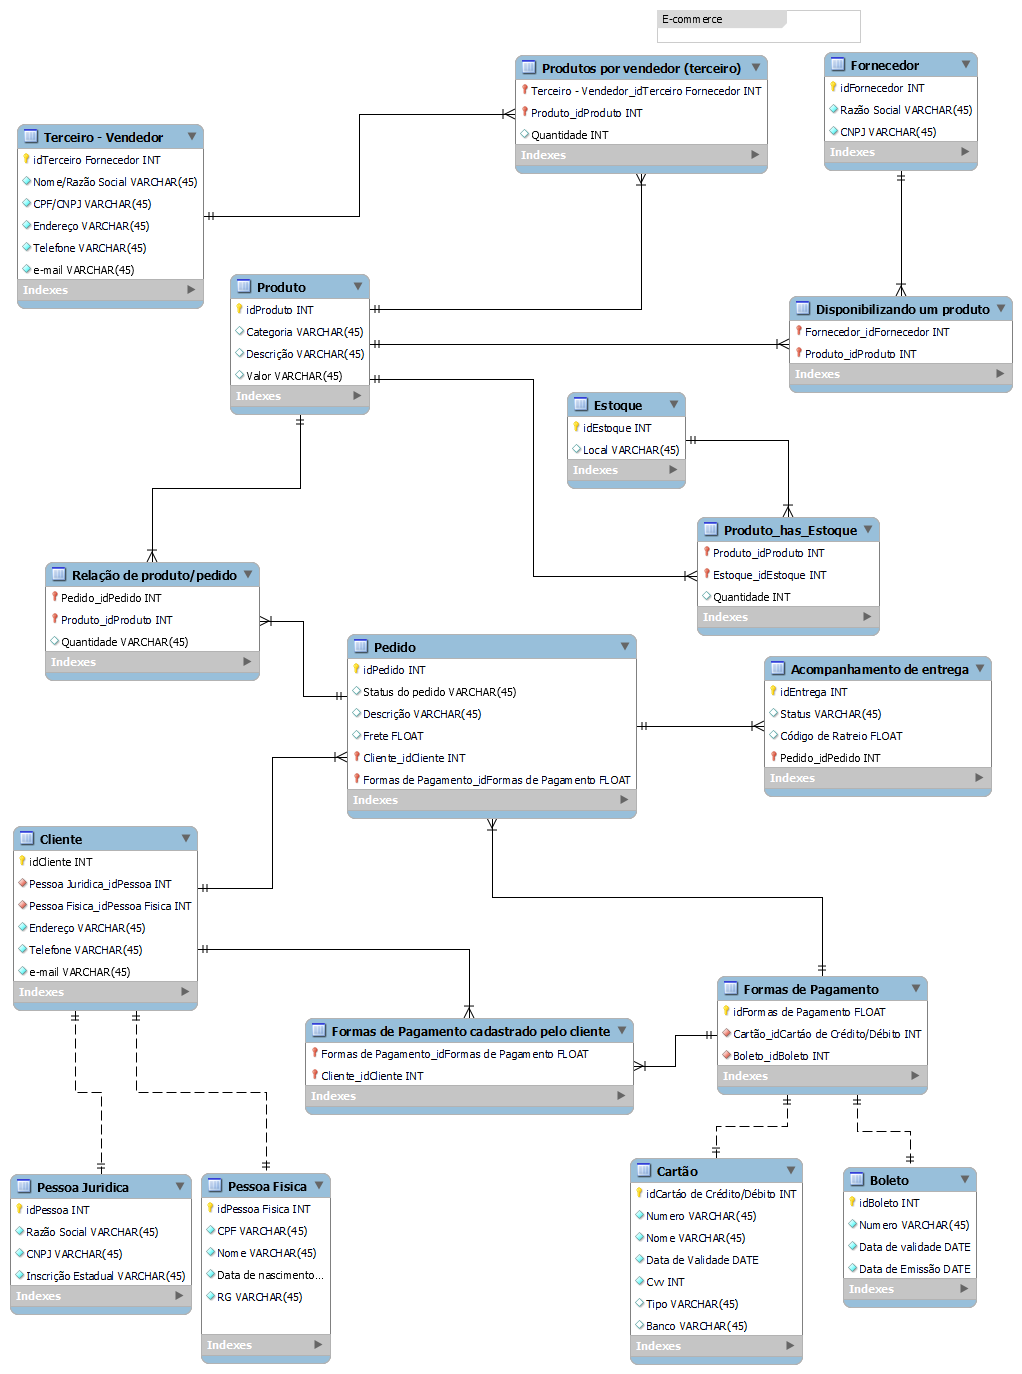 E-commerce
Produtos por vendedor (terceiro)
Terceiro - Vendedor_idTerceiro Fornecedor INT
Produto_idProduto INT
Quantidade INT
Indexes
Fornecedor
idFornecedor INT
Razão Social VARCHAR(45)
CNPJ VARCHAR(45)
Indexes
Terceiro - Vendedor
idTerceiro Fornecedor INT
Nome/Razão Social VARCHAR(45)
CPF/CNPJ VARCHAR(45)
Endereço VARCHAR(45)
Telefone VARCHAR(45)
e-mail VARCHAR(45)
Indexes
Produto
idProduto INT
Categoria VARCHAR(45)
Descrição VARCHAR(45)
Valor VARCHAR(45)
Indexes
Disponibilizando um produto
Fornecedor_idFornecedor INT
Produto_idProduto INT
Indexes
Estoque
idEstoque INT
Local VARCHAR(45)
Indexes
Produto_has_Estoque
Produto_idProduto INT
Estoque_idEstoque INT
Quantidade INT
Indexes
Relação de produto/pedido
Pedido_idPedido INT
Produto_idProduto INT
Quantidade VARCHAR(45)
Indexes
Pedido
idPedido INT
Status do pedido VARCHAR(45)
Descrição VARCHAR(45)
Frete FLOAT
Cliente_idCliente INT
Formas de Pagamento_idFormas de Pagamento FLOAT
Indexes
Acompanhamento de entrega
idEntrega INT
Status VARCHAR(45)
Código de Ratreio FLOAT
Pedido_idPedido INT
Indexes
Cliente
idCliente INT
Pessoa Juridica_idPessoa INT
Pessoa Fisica_idPessoa Fisica INT
Endereço VARCHAR(45)
Telefone VARCHAR(45)
e-mail VARCHAR(45)
Indexes
Formas de Pagamento cadastrado pelo cliente
Formas de Pagamento_idFormas de Pagamento FLOAT
Cliente_idCliente INT
Indexes
Formas de Pagamento
idFormas de Pagamento FLOAT
Cartão_idCartáo de Crédito/Débito INT
Boleto_idBoleto INT
Indexes
Pessoa Juridica
idPessoa INT
Razão Social VARCHAR(45)
CNPJ VARCHAR(45)
Inscrição Estadual VARCHAR(45)
Indexes
Pessoa Fisica
idPessoa Fisica INT
CPF VARCHAR(45)
Nome VARCHAR(45)
Data de nascimento...
RG VARCHAR(45)
Indexes
Cartão
idCartáo de Crédito/Débito INT
Numero VARCHAR(45)
Nome VARCHAR(45)
Data de Validade DATE
Cvv INT
Tipo VARCHAR(45)
Banco VARCHAR(45)
Indexes
Boleto
idBoleto INT
Numero VARCHAR(45)
Data de validade DATE
Data de Emissão DATE
Indexes